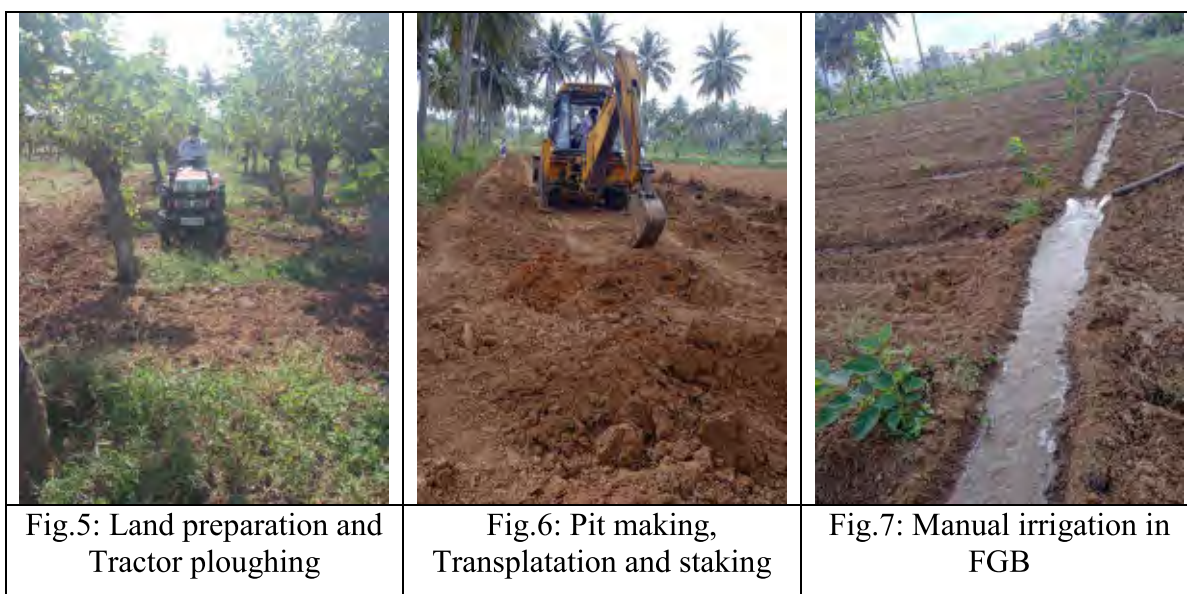 Fig.5: Land preparation and
Tractor ploughing
Fig.6: Pit making,
Transplatation and staking
Fig.7: Manual irrigation in
FGB